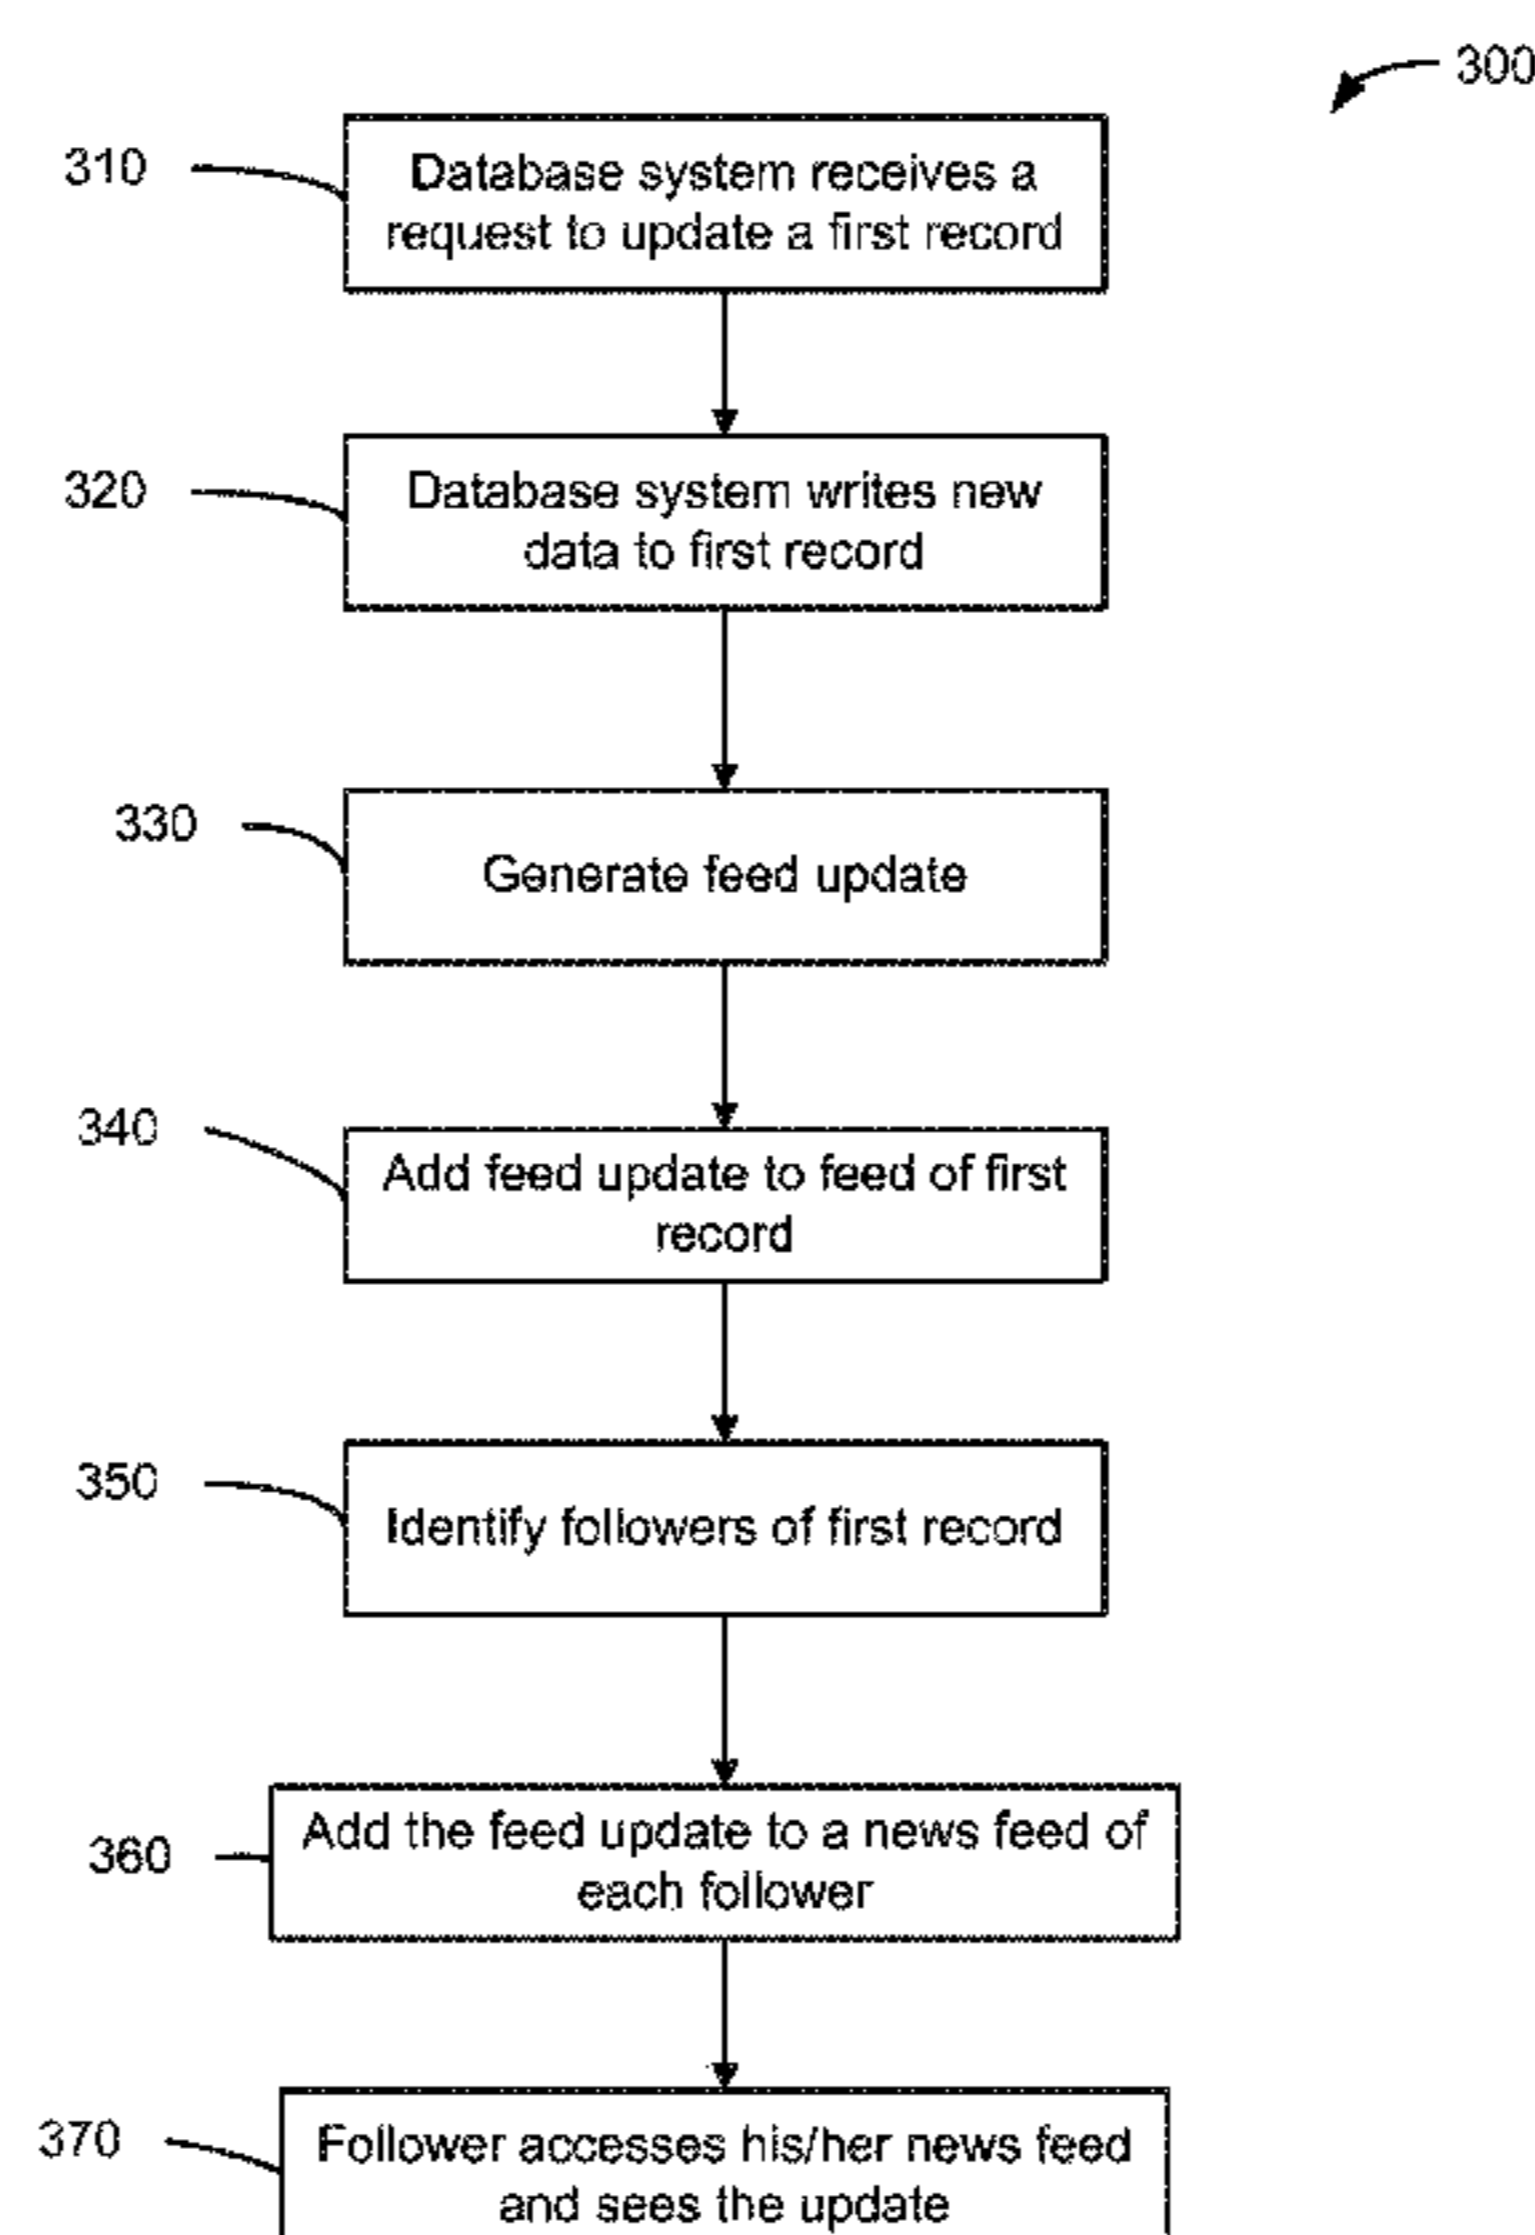 300
310
Database system receives a
request to update a first record
320
Database system writes new
data to first record
330
Generate feed update
340
Add feed update to feed of first
record
350
Identify followers of first record
360
Add the feed update to a news feed of
each follower
370
Follower accesses his/her news feed
and sees the update